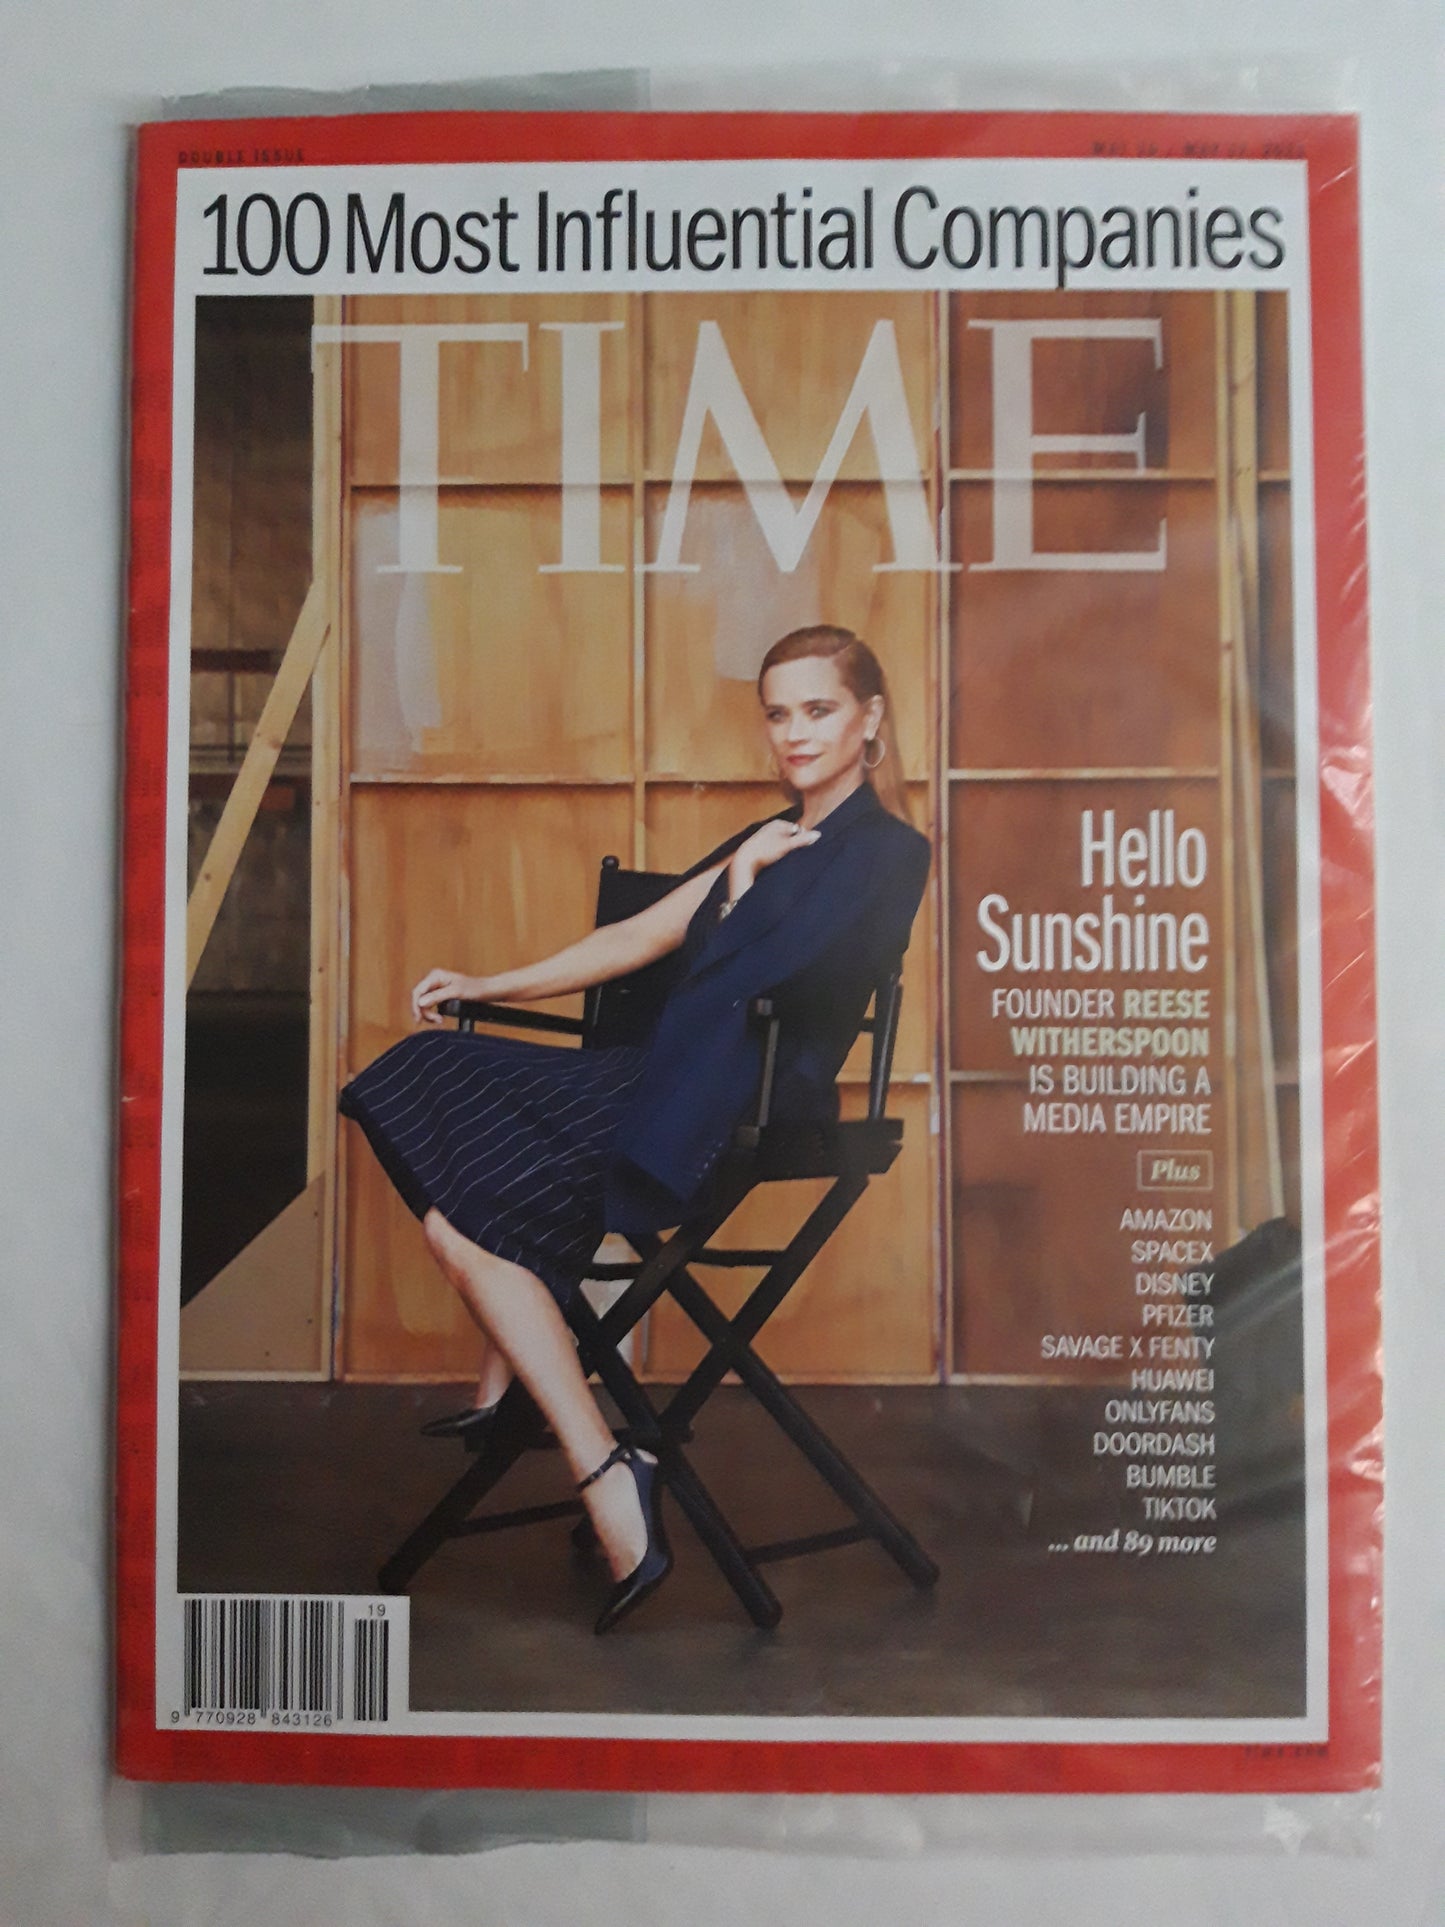 DOUBLE ISSUE
100 Most Influential Companies
TIME
Hello
Sunshine
FOUNDER REESE
WITHERSPOON
IS BUILDING A
MEDIA EMPIRE
Plus
AMAZON
SPACEX
DISNEY
PFIZER
SAVAGE X FENTY
HUAWEI
ONLYFANS
DOORDASH
BUMBLE
TIKTOK
... and 89 more
19
9 770928 843126